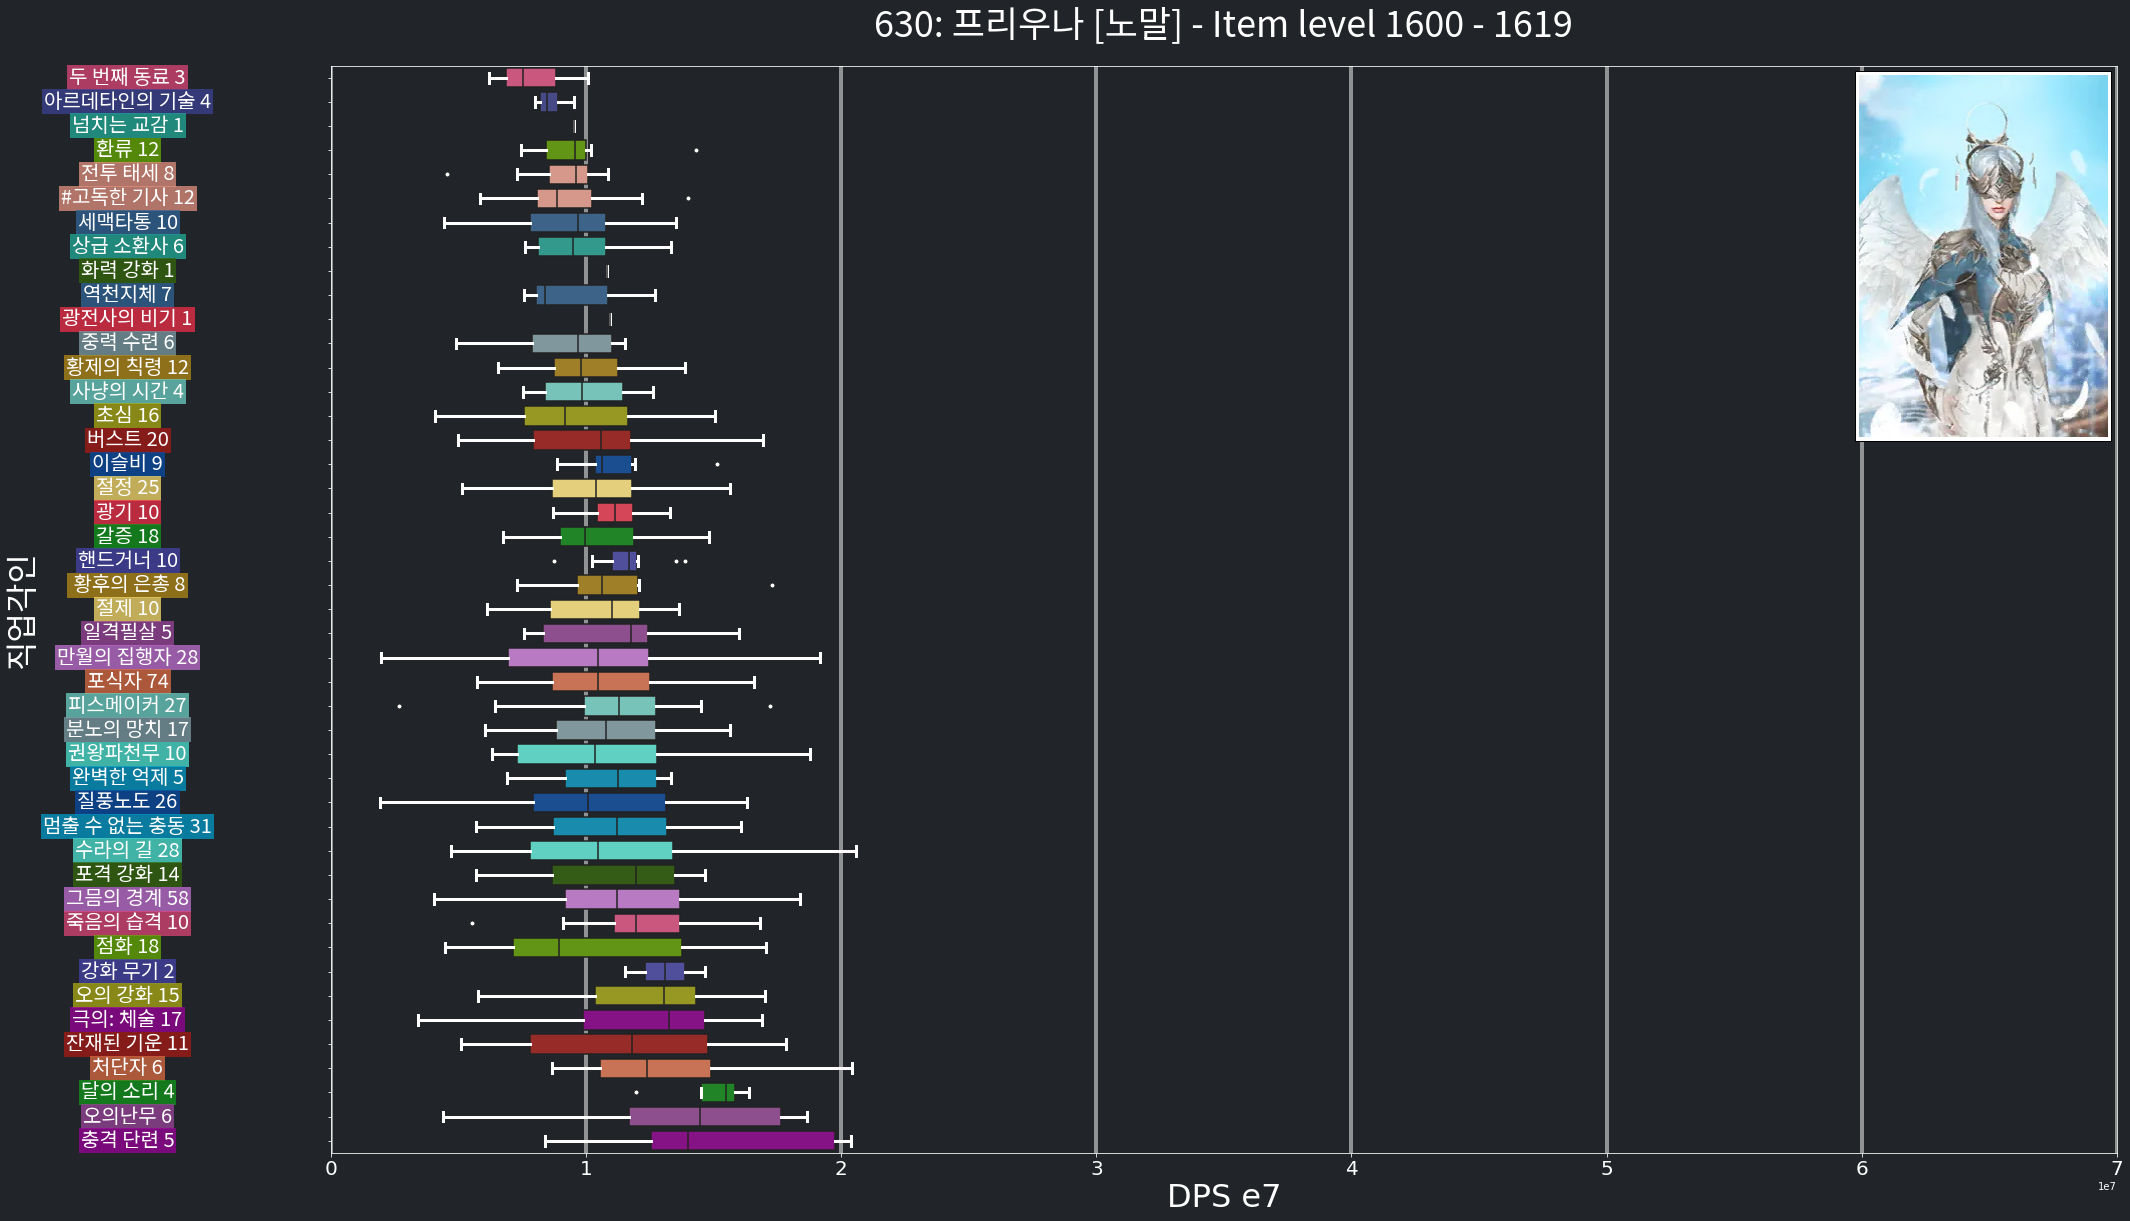 630: 프리우나 [노말] - Item level 1600 - 1619
두 번째 동료 3
아르데타인의 기술 4
넘치는 교감 1
환류 12
전투 태세 8
#고독한 기사 12
세맥타통 10
상급 소환사 6
화력 강화 1
역천지체 7
광전사의 비기 1
중력 수련 6
황제의 칙령 12
사냥의 시간 4
초심 16
버스트 20
이슬비 9
절정 25
광기 10
갈증 18
핸드거너 10
황후의 은총 8
절제 10
일격필살 5
만월의 집행자 28
포식자 74
피스메이커 27
분노의 망치 17
권왕파천무 10
완벽한 억제 5
질풍노도 26
멈출 수 없는 충동 31
수라의 길 28
포격 강화 14
그믐의 경계 58
죽음의 습격 10
점화 18
강화 무기 2
오의 강화 15
극의: 체술 17
잔재된 기운 11
처단자 6
달의 소리 4
오의난무 6
충격 단련 5
직업각인
0 1 2 3 4 5 6 7
1e7
DPS e7